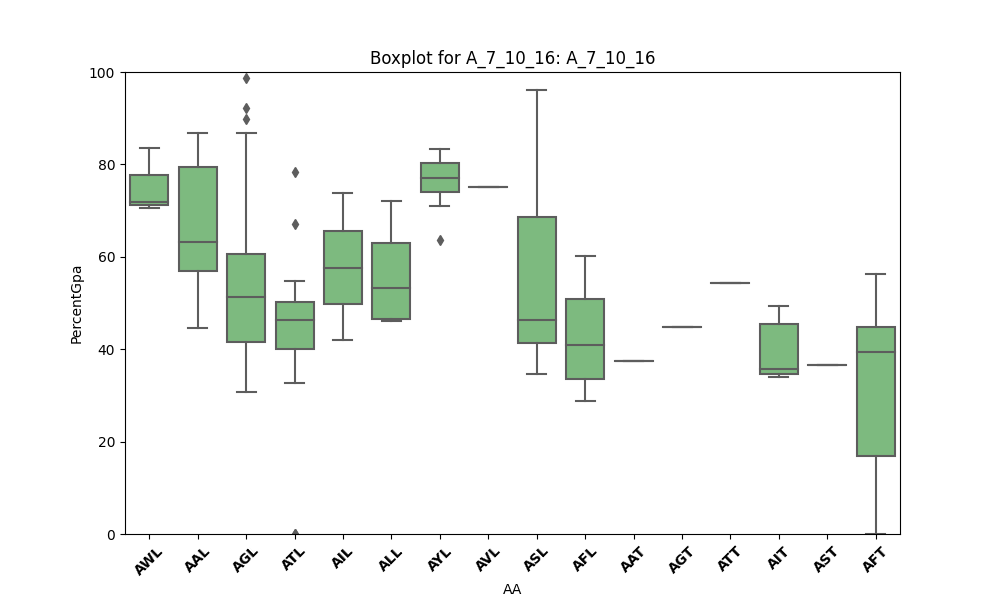 Boxplot for A_7_10_16: A_7_10_16
100
80
60
40
20
0
PercentGpa
AWL AAL AGL ATL AIL ALL AYL AVL ASL AFL AAT AGT ATT AIT AST AFT
AA